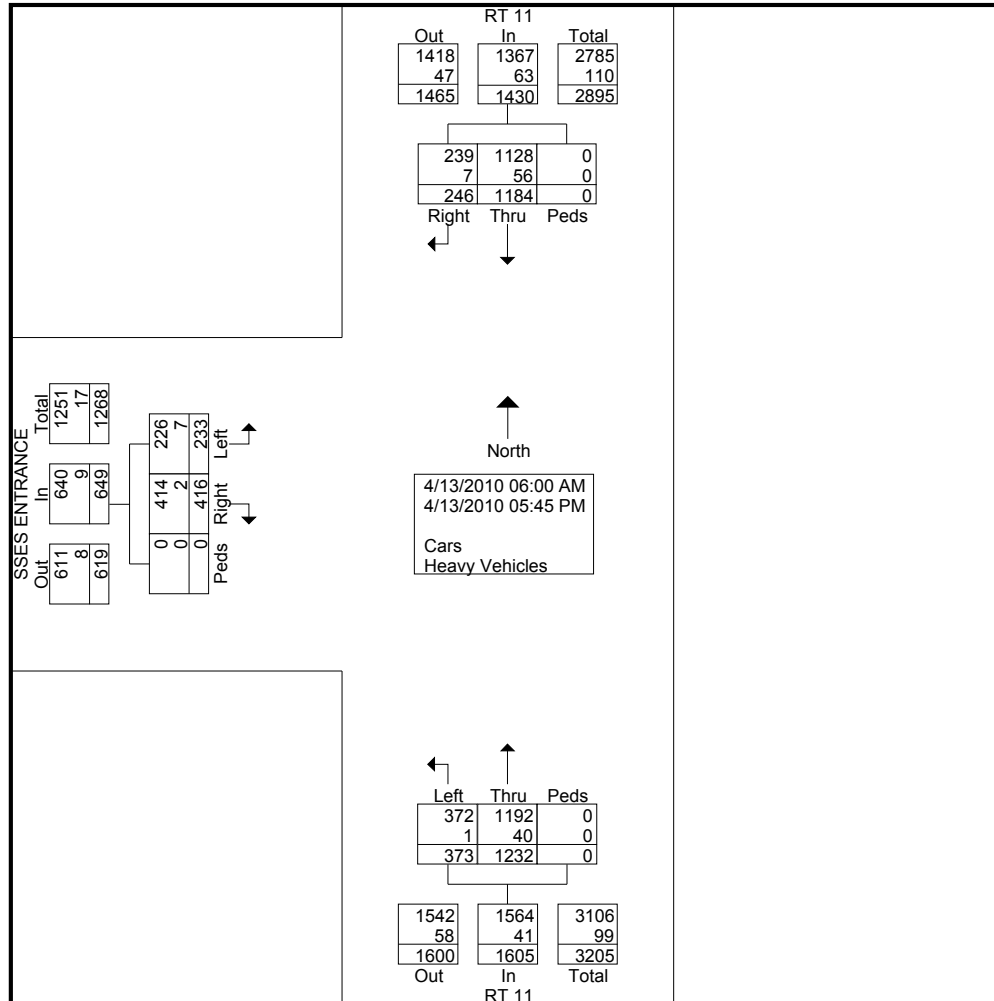 RT 11
Out In Total
1418 1367 2785
47 63 110
1465 1430 2895
239 1128 0
7 56 0
246 1184 0
Right Thru Peds
SSES ENTRANCE
Out In Total
611 640 1251
8 9 17
619 649 1268
0 414 226
0 2 7
0 416 233
Peds Right Left
North
4/13/2010 06:00 AM
4/13/2010 05:45 PM
Cars
Heavy Vehicles
Left Thru Peds
372 1192 0
1 40 0
373 1232 0
1542 1564 3106
58 41 99
1600 1605 3205
Out In Total
RT 11